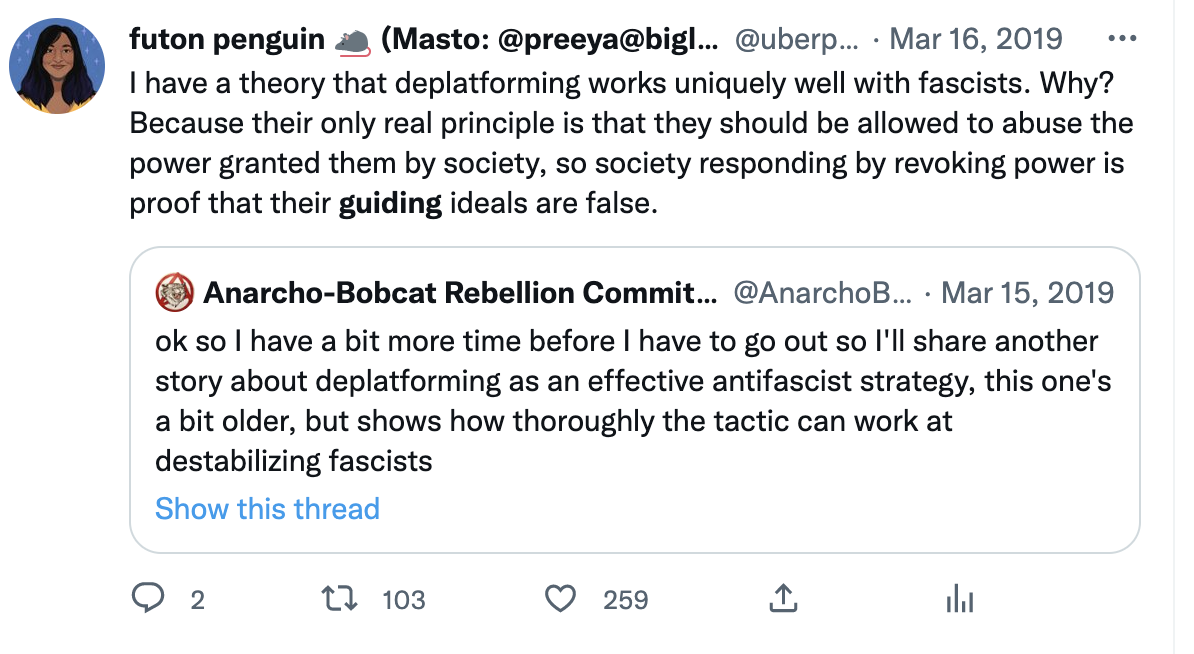 futon penguin 🐀 (Masto: @preeya@bigl... @uberp... · Mar 16, 2019
I have a theory that deplatforming works uniquely well with fascists. Why?
Because their only real principle is that they should be allowed to abuse the
power granted them by society, so society responding by revoking power is
proof that their guiding ideals are false.
Anarcho-Bobcat Rebellion Commit... @AnarchoB... · Mar 15, 2019
ok so I have a bit more time before I have to go out so I'll share another
story about deplatforming as an effective antifascist strategy, this one's
a bit older, but shows how thoroughly the tactic can work at
destabilizing fascists
Show this thread
2 103 259